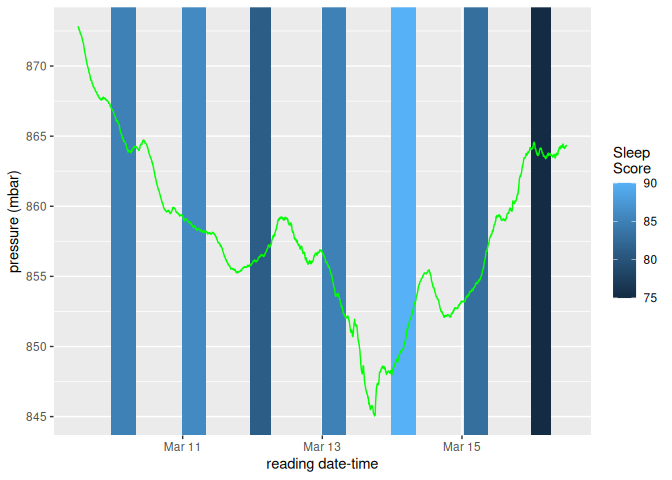 870
865
860
855
850
845
pressure (mbar)
Mar 11
Mar 13
Mar 15
reading date-time
Sleep
Score
90
85
80
75